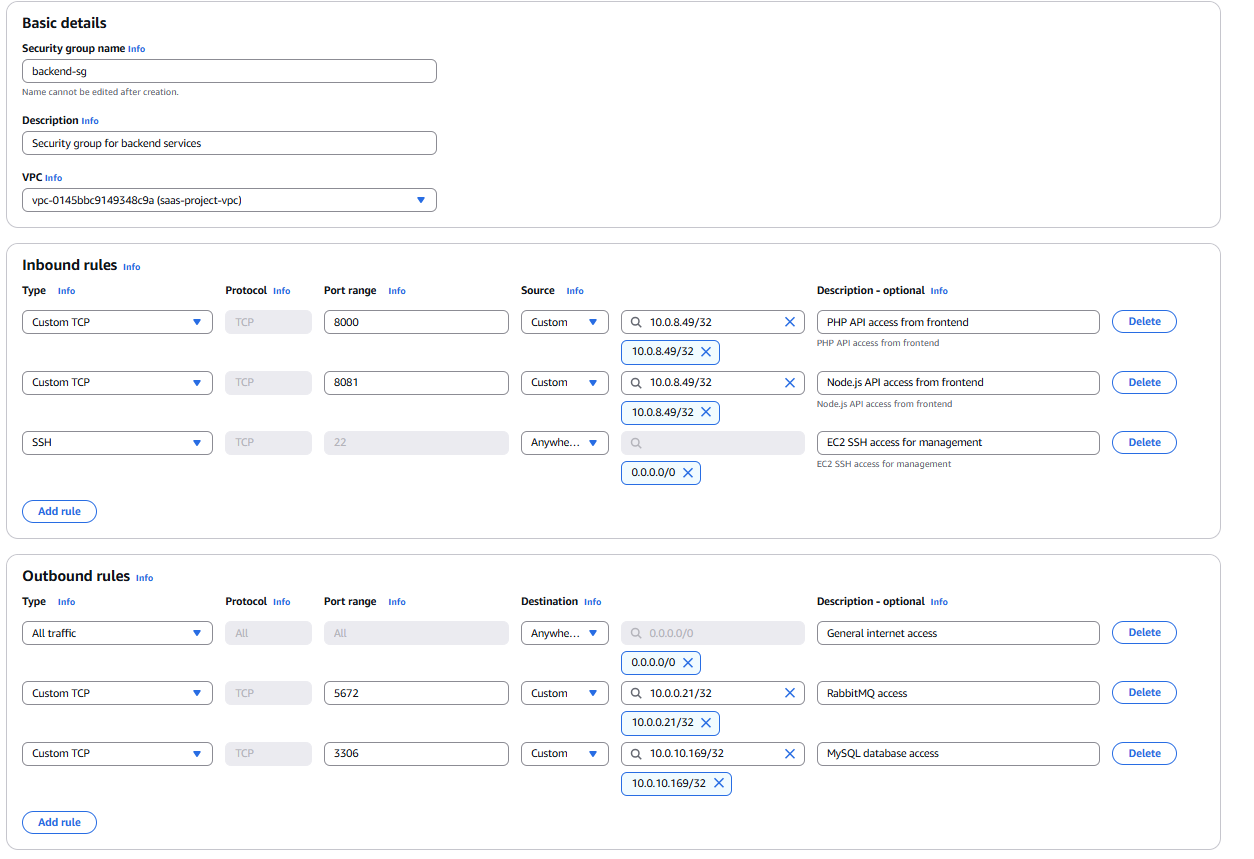 Basic details
Security group name Info
backend-sg
Name cannot be edited after creation.
Description Info
Security group for backend services
VPC Info
vpc-0145bbc9149348c9a (saas-project-vpc)
Inbound rules Info
Type Info Protocol Info Port range Info Source Info Description - optional Info
Custom TCP TCP 8000 Custom 10.0.8.49/32 PHP API access from frontend Delete
10.0.8.49/32 PHP API access from frontend
Custom TCP TCP 8081 Custom 10.0.8.49/32 Node.js API access from frontend Delete
10.0.8.49/32 Node.js API access from frontend
SSH TCP 22 Anywhe... EC2 SSH access for management Delete
0.0.0.0/0 EC2 SSH access for management
Add rule
Outbound rules Info
Type Info Protocol Info Port range Info Destination Info Description - optional Info
All traffic All All Anywhe... 0.0.0.0/0 General internet access Delete
0.0.0.0/0
Custom TCP TCP 5672 Custom 10.0.0.21/32 RabbitMQ access Delete
10.0.0.21/32
Custom TCP TCP 3306 Custom 10.0.10.169/32 MySQL database access Delete
10.0.10.169/32
Add rule